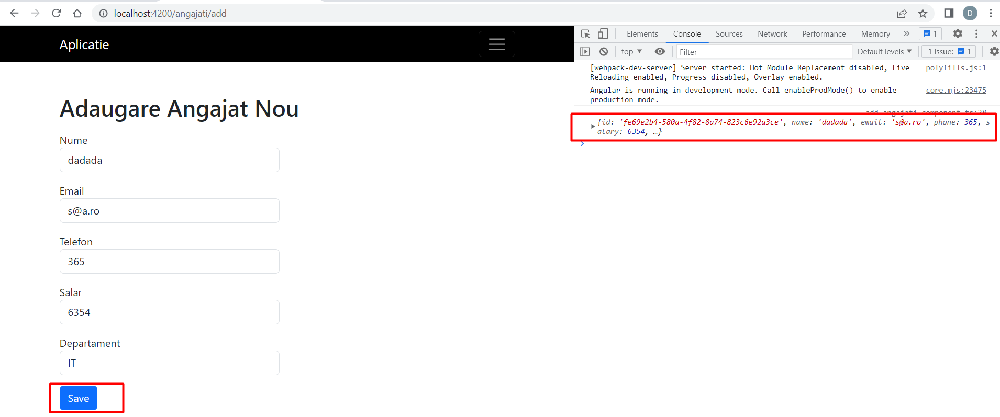 localhost:4200/angajati/add
D
Aplicatie
Elements Console Sources Network Performance Memory » 1
top Filter Default levels 1 Issue: 1
[webpack-dev-server] Server started: Hot Module Replacement disabled, Live polyfills.js:1
Reloading enabled, Progress disabled, Overlay enabled.
Angular is running in development mode. Call enableProdMode() to enable core.mjs:23475
production mode.
add-angajati.component.ts:28
{id: 'fe69e2b4-580a-4f82-8a74-823c6e92a3ce', name: 'dadada', email: 's@a.ro', phone: 365, s
alary: 6354, …}
Adaugare Angajat Nou
Nume
dadada
Email
s@a.ro
Telefon
365
Salar
6354
Departament
IT
Save